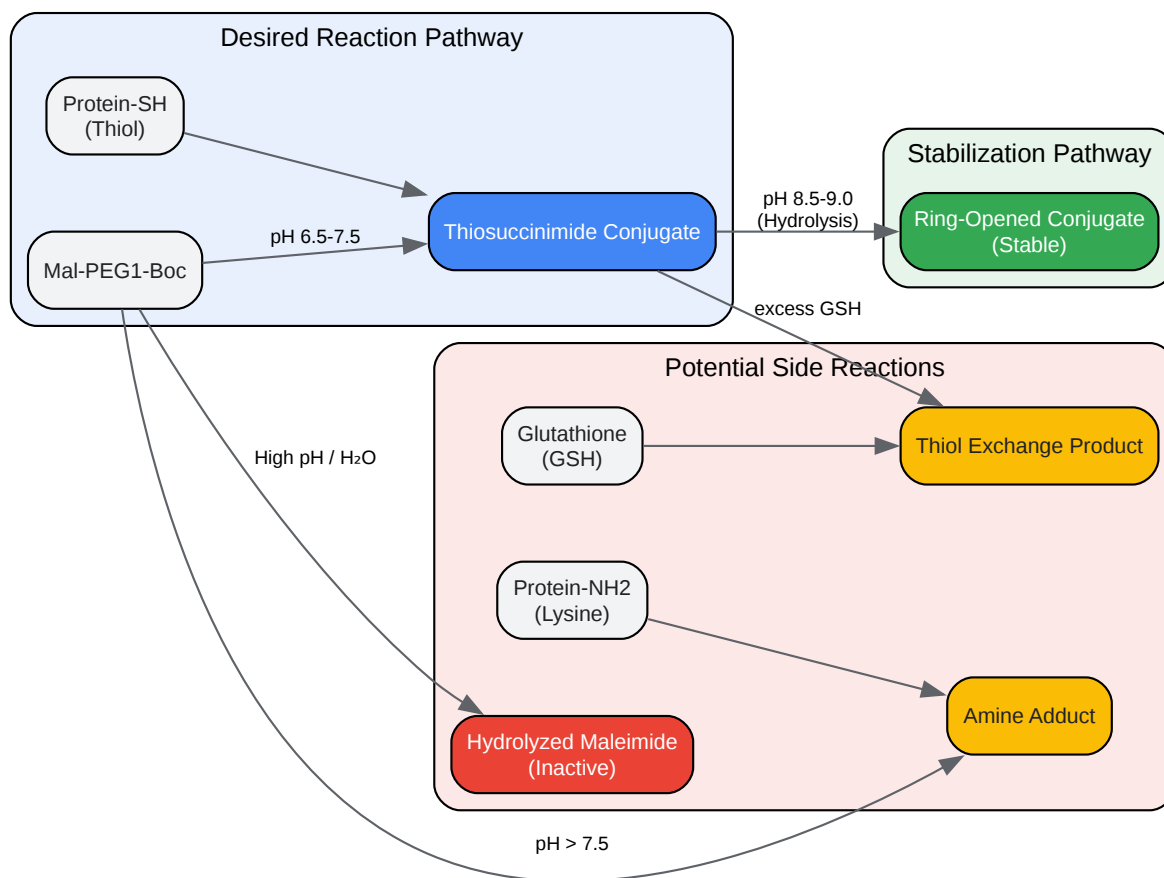 Desired Reaction Pathway
Protein-SH
(Thiol)
Mal-PEG1-Boc
pH 6.5-7.5
Thiosuccinimide Conjugate
pH 8.5-9.0
(Hydrolysis)
Stabilization Pathway
Ring-Opened Conjugate
(Stable)
excess GSH
Potential Side Reactions
Glutathione
(GSH)
Thiol Exchange Product
High pH / H₂O
Protein-NH2
(Lysine)
Amine Adduct
Hydrolyzed Maleimide
(Inactive)
pH > 7.5